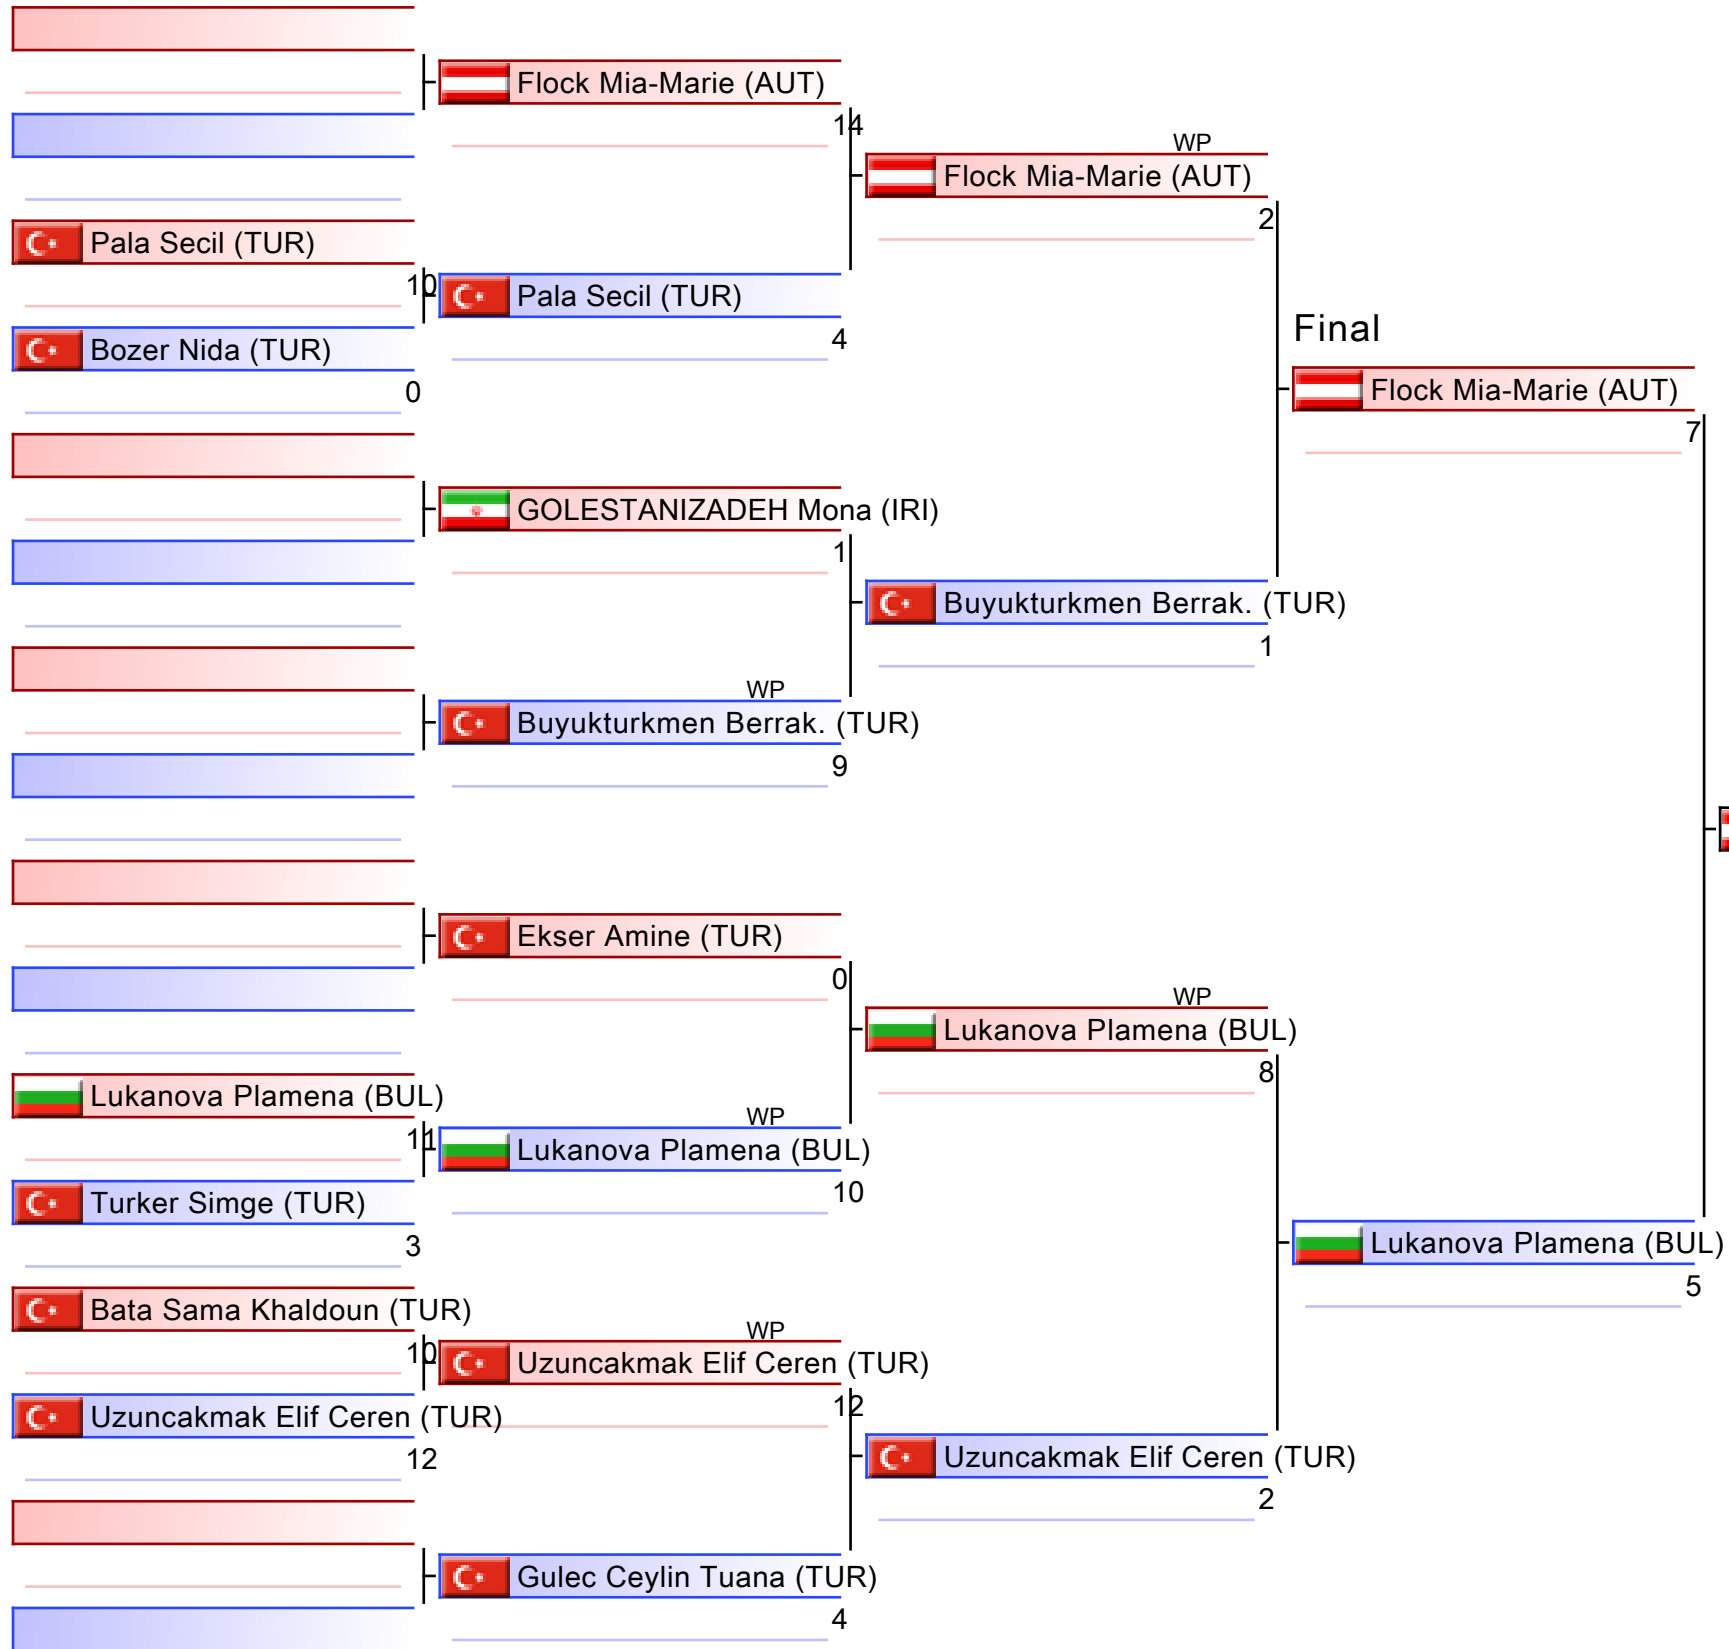 Flock Mia-Marie (AUT)
14
WP
Flock Mia-Marie (AUT)
2
Pala Secil (TUR)
10
Pala Secil (TUR)
4
Bozer Nida (TUR)
0
Final
Flock Mia-Marie (AUT)
7
GOLESTANIZADEH Mona (IRI)
1
Buyukturkmen Berrak. (TUR)
1
WP
Buyukturkmen Berrak. (TUR)
9
Ekser Amine (TUR)
0
WP
Lukanova Plamena (BUL)
8
Lukanova Plamena (BUL)
11
WP
Lukanova Plamena (BUL)
10
Turker Simge (TUR)
3
Lukanova Plamena (BUL)
5
Bata Sama Khaldoun (TUR)
10
WP
Uzuncakmak Elif Ceren (TUR)
12
Uzuncakmak Elif Ceren (TUR)
12
Uzuncakmak Elif Ceren (TUR)
2
Gulec Ceylin Tuana (TUR)
4